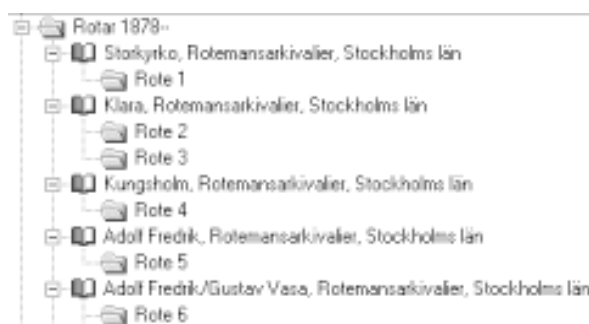 Rotar 1878--
Storkyrko, Rotemansarkivalier, Stockholms län
Rote 1
Klara, Rotemansarkivalier, Stockholms län
Rote 2
Rote 3
Kungsholm, Rotemansarkivalier, Stockholms län
Rote 4
Adolf Fredrik, Rotemansarkivalier, Stockholms län
Rote 5
Adolf Fredrik/Gustav Vasa, Rotemansarkivalier, Stockholms län
Rote 6